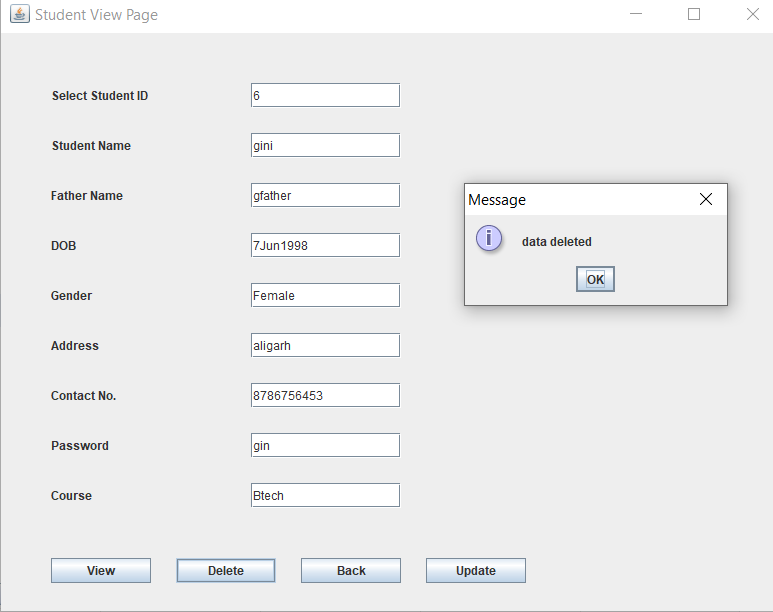 Student View Page
Select Student ID 6
Student Name gini
Father Name gfather
Message
data deleted
OK
DOB 7Jun1998
Gender Female
Address aligarh
Contact No. 8786756453
Password gin
Course Btech
View Delete Back Update